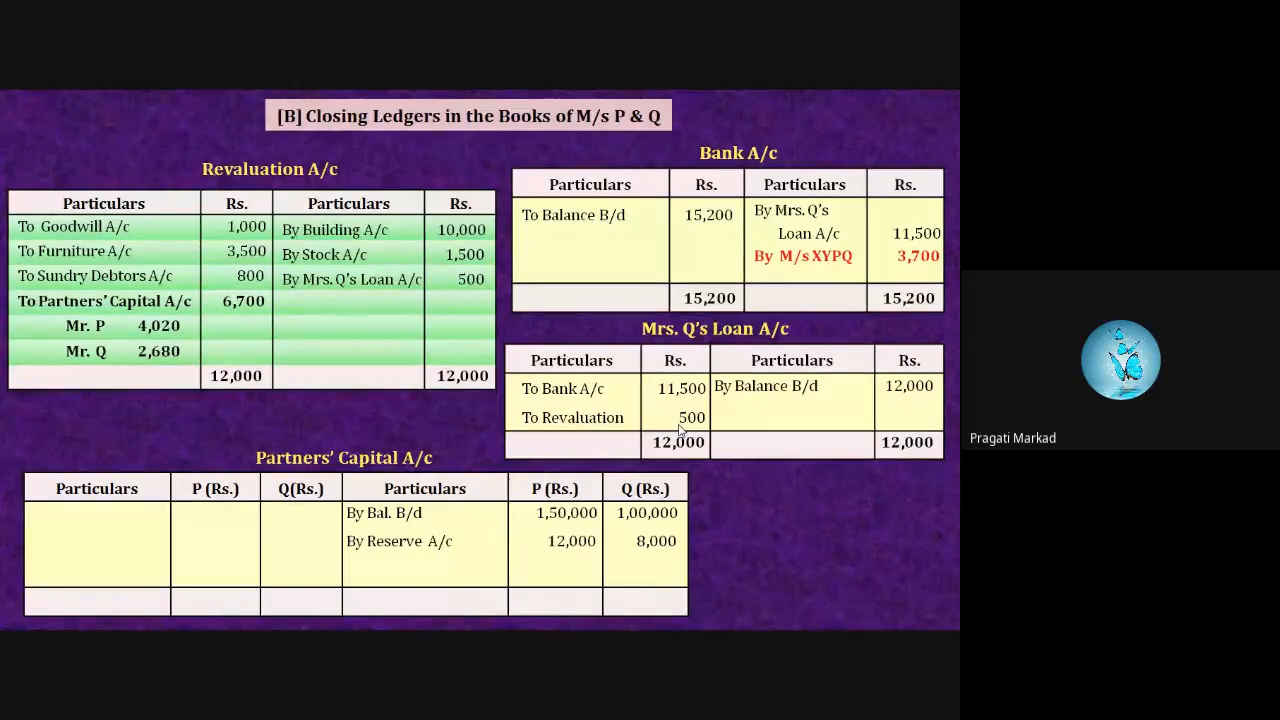 [B] Closing Ledgers in the Books of M/s P & Q
Revaluation A/c
Particulars Rs. Particulars Rs.
To Goodwill A/c 1,000 By Building A/c 10,000
To Furniture A/c 3,500 By Stock A/c 1,500
To Sundry Debtors A/c 800 By Mrs. Q's Loan A/c 500
To Partners' Capital A/c 6,700
Mr. P 4,020
Mr. Q 2,680
12,000 12,000
Bank A/c
Particulars Rs. Particulars Rs.
To Balance B/d 15,200 By Mrs. Q's
Loan A/c 11,500
By M/s XYPQ 3,700
15,200 15,200
Mrs. Q's Loan A/c
Particulars Rs. Particulars Rs.
To Bank A/c 11,500 By Balance B/d 12,000
To Revaluation 500
12,000 12,000
Partners' Capital A/c
Particulars P (Rs.) Q(Rs.) Particulars P (Rs.) Q (Rs.)
By Bal. B/d 1,50,000 1,00,000
By Reserve A/c 12,000 8,000
Pragati Markad